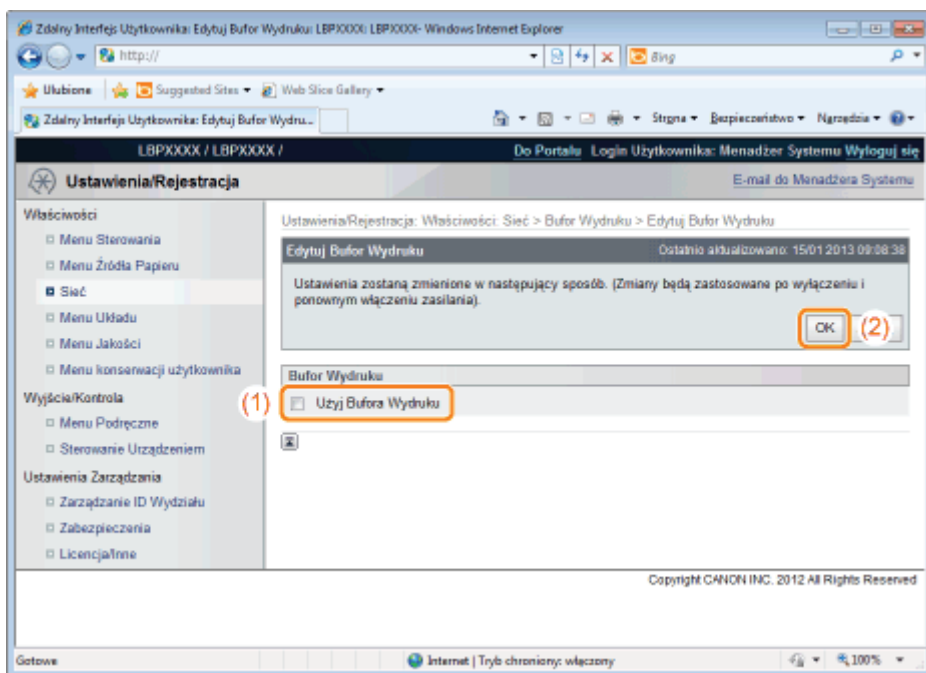 Zdalny Interfejs Użytkownika: Edytuj Bufor Wydruku: LBPXXXX: LBPXXXX- Windows Internet Explorer
http://
Bing
Ulubione Suggested Sites Web Slice Gallery
Zdalny Interfejs Użytkownika: Edytuj Bufor Wydru...
Strona Bezpieczeństwo Narzędzia
LBPXXXX / LBPXXXX /
Do Portalu Login Użytkownika: Menadżer Systemu Wyloguj się
Ustawienia/Rejestracja
E-mail do Menadżera Systemu
Właściwości
Menu Sterowania
Menu Źródła Papieru
Sieć
Menu Układu
Menu Jakości
Menu konserwacji użytkownika
Wyjście/Kontrola
Menu Podręczne
Sterowanie Urządzeniem
Ustawienia Zarządzania
Zarządzanie ID Wydziału
Zabezpieczenia
Licencja/Inne
Ustawienia/Rejestracja: Właściwości: Sieć > Bufor Wydruku > Edytuj Bufor Wydruku
Edytuj Bufor Wydruku
Ostatnio aktualizowano: 15/01 2013 09:08:38
Ustawienia zostaną zmienione w następujący sposób. (Zmiany będą zastosowane po wyłączeniu i
ponownym włączeniu zasilania).
OK (2)
Bufor Wydruku
(1) Użyj Bufora Wydruku
Copyright CANON INC. 2012 All Rights Reserved
Gotowe
Internet | Tryb chroniony: włączony
100%